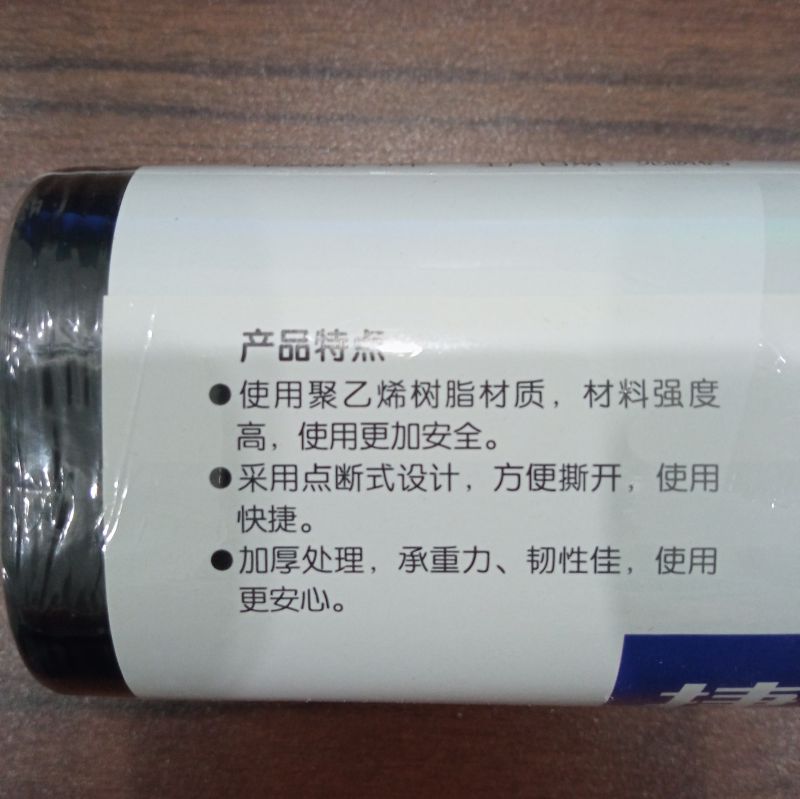 产品特点
●使用聚乙烯树脂材质，材料强度
高，使用更加安全。
●采用点断式设计，方便撕开，使用
快捷。
●加厚处理，承重力、韧性佳，使用
更安心。